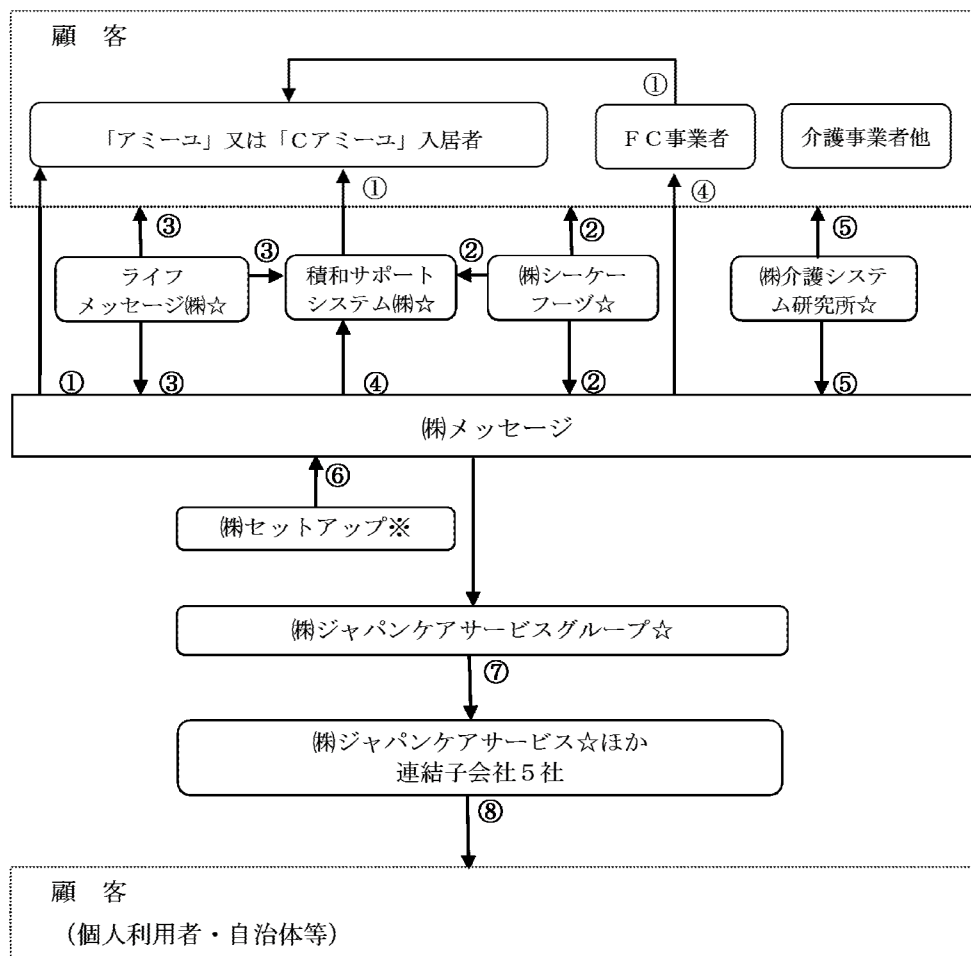 顧　客
①
「アミーユ」又は「Ｃアミーユ」入居者
ＦＣ事業者
介護事業者他
①
④
③
②
⑤
③
②
ライフ
メッセージ㈱☆
積和サポート
システム㈱☆
㈱シーケー
フーヅ☆
㈱介護システ
ム研究所☆
①
③
④
②
⑤
㈱メッセージ
⑥
㈱セットアップ※
㈱ジャパンケアサービスグループ☆
⑦
㈱ジャパンケアサービス☆ほか
連結子会社５社
⑧
顧　客
（個人利用者・自治体等）